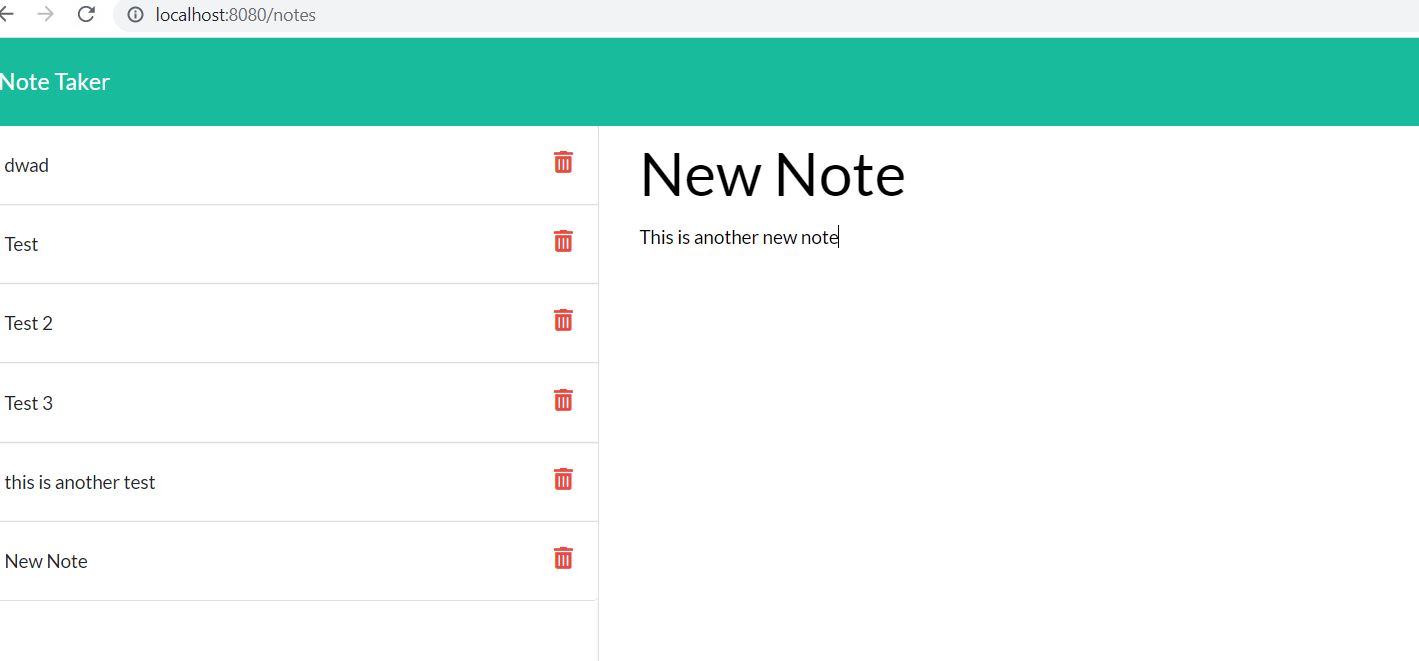 localhost:8080/notes
Note Taker
dwad
Test
Test 2
Test 3
this is another test
New Note
New Note
This is another new note